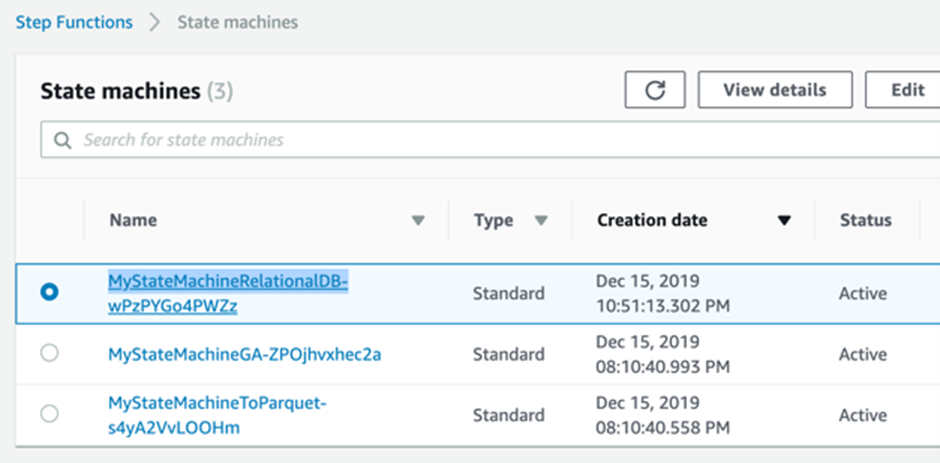 Step Functions > State machines
State machines (3)
View details
Edit
Search for state machines
Name
Type
Creation date
Status
MyStateMachineRelationalDB-
wPzPYGo4PWZz
Standard
Dec 15, 2019
10:51:13.302 PM
Active
MyStateMachineGA-ZPOjhvxhec2a
Standard
Dec 15, 2019
08:10:40.993 PM
Active
MyStateMachineToParquet-
s4yA2VvLOOHm
Standard
Dec 15, 2019
08:10:40.558 PM
Active